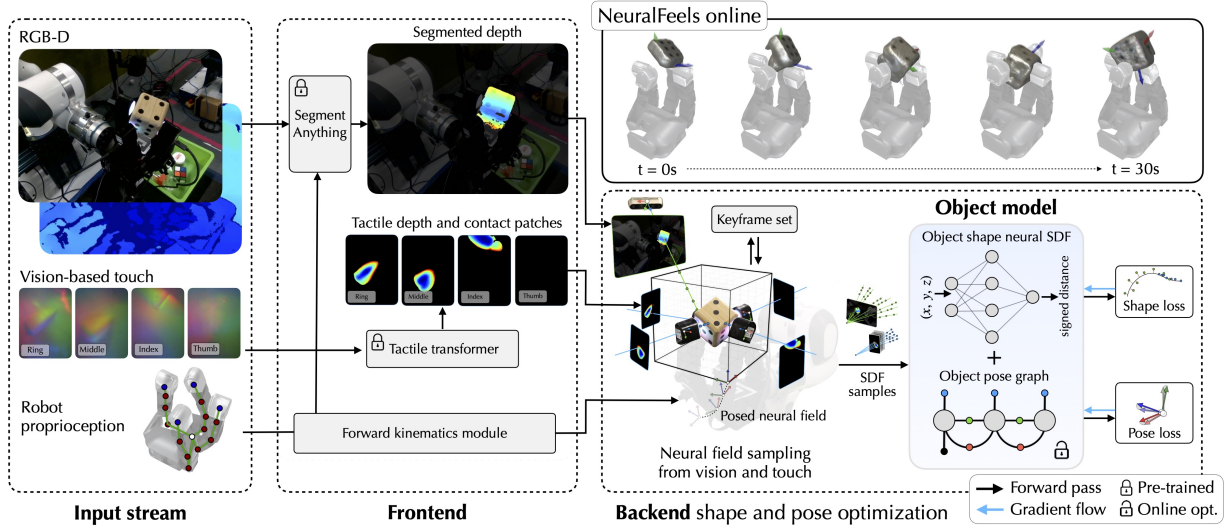 RGB-D
Vision-based touch
Ring
Middle
Index
Thumb
Robot
proprioception
Input stream
Segmented depth
Segment
Anything
Tactile depth and contact patches
Ring
Middle
Index
Thumb
Tactile transformer
Forward kinematics module
Frontend
NeuralFeels online
t = 0s
t = 30s
Keyframe set
Posed neural field
Neural field sampling
from vision and touch
SDF
samples
Object model
Object shape neural SDF
(x, y, z)
signed distance
+
Object pose graph
Shape loss
Pose loss
Backend shape and pose optimization
Forward pass
Gradient flow
Pre-trained
Online opt.